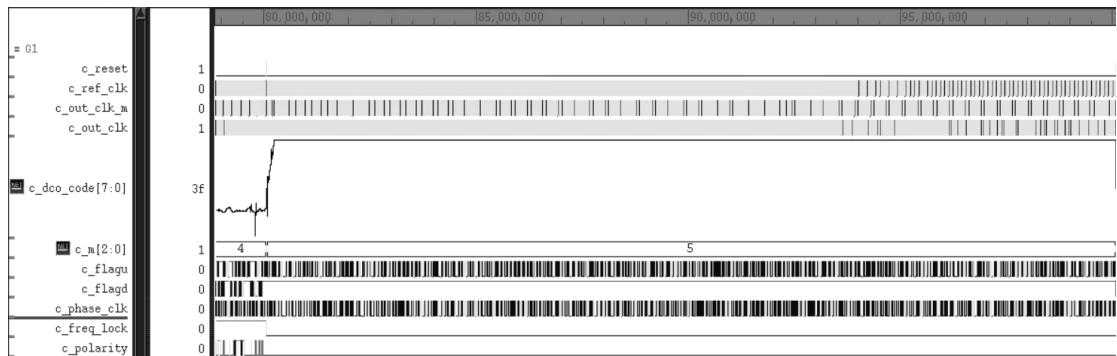 80,000,000 85,000,000 90,000,000 95,000,000
= G1
c_reset 1
c_ref_clk 0
c_out_clk_m 0
c_out_clk 1
c_dco_code[7:0] 3f
c_m[2:0] 1 4 5
c_flagu 0
c_flagd 0
c_phase_clk 0
c_freq_lock 0
c_polarity 0